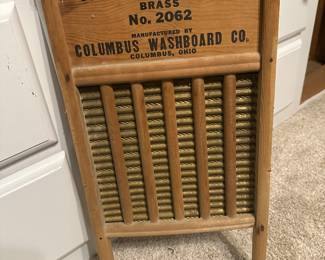 BRASS
No. 2062
MANUFACTURED BY
COLUMBUS WASHBOARD CO.
COLUMBUS, OHIO